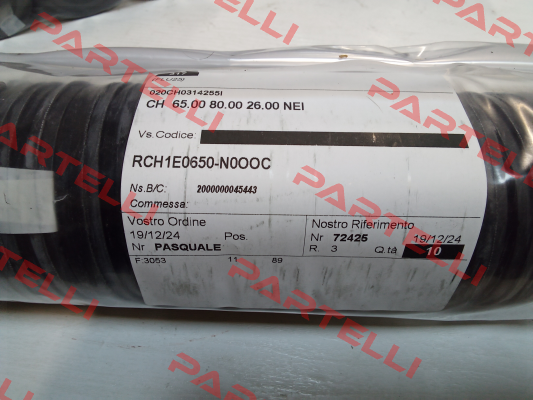 020CH0314255I
CH 65.00 80.00 26.00 NEI
Vs.Codice:
RCH1E0650-N0OOC
Ns.B/C: 2000000045443
Commessa:
Vostro Ordine
19/12/24 Pos.
Nr PASQUALE
Nostro Riferimento
Nr 72425 19/12/24
R. 3 Q.tà 10
F.3053 11 89
PARTELLI
PARTELLI
PARTELLI
PARTELLI
PARTELLI